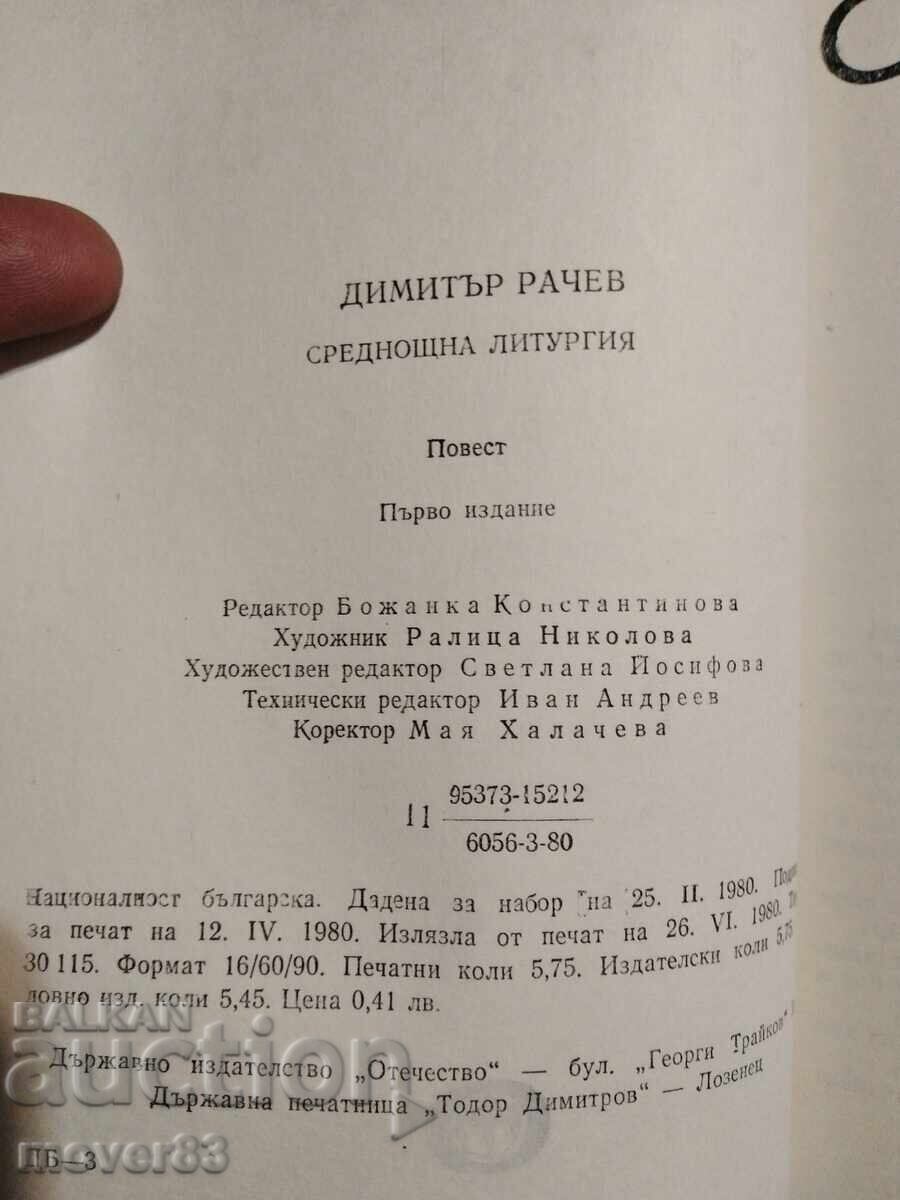 ДИМИТЪР РАЧЕВ
СРЕДНОЩНА ЛИТУРГИЯ
Повест
Първо издание
Редактор Божанка Константинова
Художник Ралица Николова
Художествен редактор Светлана Йосифова
Технически редактор Иван Андреев
Коректор Мая Халачева
11 95373-15212
6056-3-80
Националност българска. Дадена за набор на 25. II. 1980.
за печат на 12. IV. 1980. Излязла от печат на 26. VI. 1980.
30 115. Формат 16/60/90. Печатни коли 5,75. Издателски коли 5,75
ловно изд. коли 5,45. Цена 0,41 лв.
Държавно издателство „Отечество“ — бул. „Георги Трайков“
Държавна печатница „Тодор Димитров“ — Лозенец
ДБ—3
BALKAN
auction
mover83